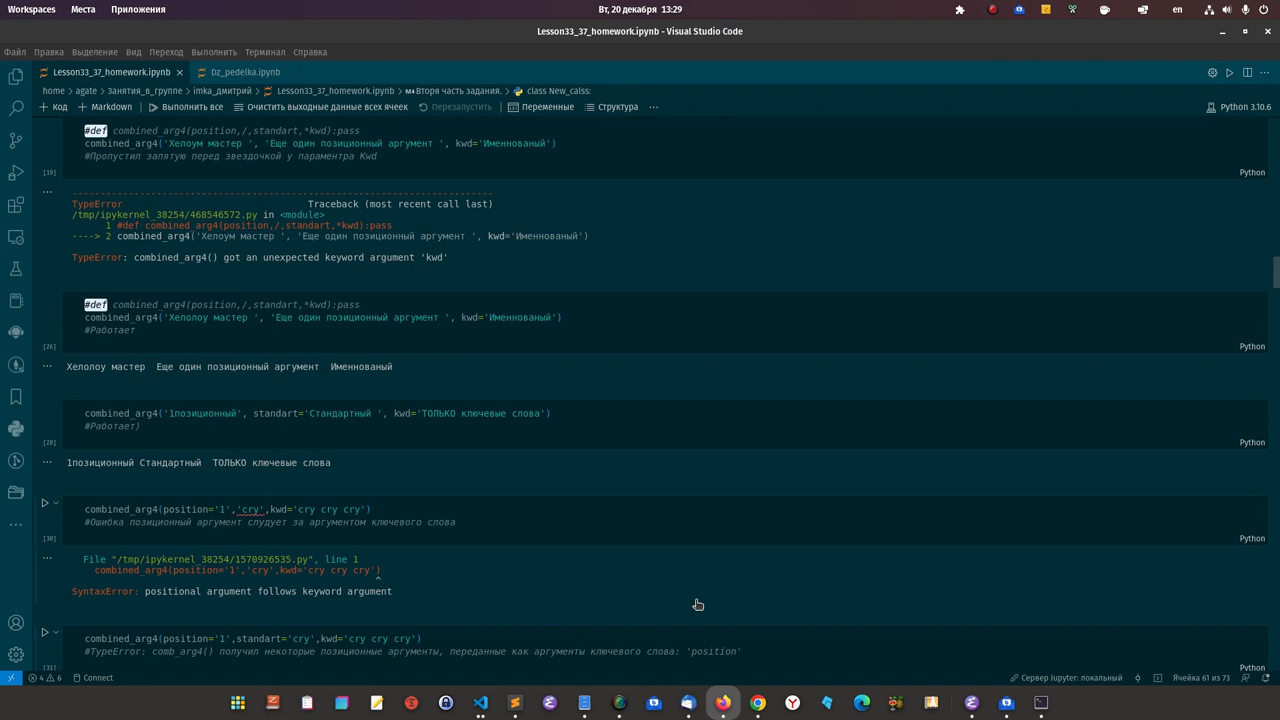 Workspaces Места Приложения Вт, 20 декабря 13:29 en
Lesson33_37_homework.ipynb - Visual Studio Code
Файл Правка Выделение Вид Переход Выполнить Терминал Справка
Lesson33_37_homework.ipynb Dz_pedelka.ipynb
home > agate > Занятия_в_группе > imka_дмитрий > Lesson33_37_homework.ipynb > M↓Вторя часть задания. > class New_calss:
+ Код + Markdown Выполнить все Очистить выходные данные всех ячеек Перезапустить Переменные Структура ... Python 3.10.6
#def combined_arg4(position,/,standart,*kwd):pass
combined_arg4('Хелоум мастер ', 'Еще один позиционный аргумент ', kwd='Именнованый')
#Пропустил запятую перед звездочкой у параметра Kwd
[19] Python
---------------------------------------------------------------------------
TypeError Traceback (most recent call last)
/tmp/ipykernel_38254/468546572.py in <module>
1 #def combined_arg4(position,/,standart,*kwd):pass
----> 2 combined_arg4('Хелоум мастер ', 'Еще один позиционный аргумент ', kwd='Именнованый')
TypeError: combined_arg4() got an unexpected keyword argument 'kwd'
#def combined_arg4(position,/,standart,*kwd):pass
combined_arg4('Хелолоу мастер ', 'Еще один позиционный аргумент ', kwd='Именнованый')
#Работает
[26] Python
Хелолоу мастер Еще один позиционный аргумент Именнованый
combined_arg4('1позиционный', standart='Стандартный ', kwd='ТОЛЬКО ключевые слова')
#Работает)
[28] Python
1позиционный Стандартный ТОЛЬКО ключевые слова
combined_arg4(position='1','cry',kwd='cry cry cry')
#Ошибка позиционный аргумент слудует за аргументом ключевого слова
[30] Python
File "/tmp/ipykernel_38254/1570926535.py", line 1
combined_arg4(position='1','cry',kwd='cry cry cry')
^
SyntaxError: positional argument follows keyword argument
combined_arg4(position='1',standart='cry',kwd='cry cry cry')
#TypeError: comb_arg4() получил некоторые позиционные аргументы, переданные как аргументы ключевого слова: 'position'
[31] Python
4 6 Connect Сервер Jupyter: локальный Ячейка 61 из 73